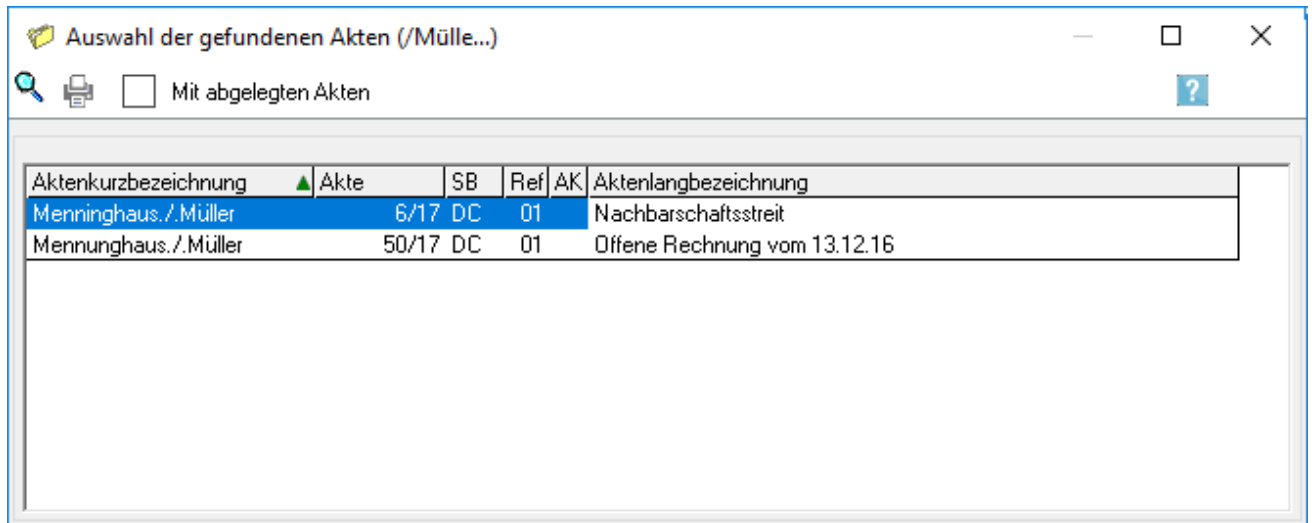 Auswahl der gefundenen Akten (/Mülle...)
Mit abgelegten Akten ?
Aktenkurzbezeichnung Akte SB Ref AK Aktenlangbezeichnung
Menninghaus./.Müller 6/17 DC 01 Nachbarschaftsstreit
Mennunghaus./.Müller 50/17 DC 01 Offene Rechnung vom 13.12.16